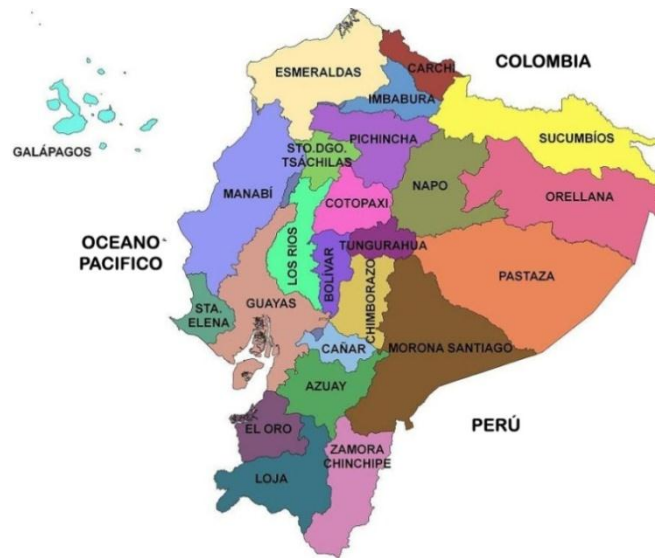 COLOMBIA
CARCHI
ESMERALDAS
IMBABURA
SUCUMBÍOS
PICHINCHA
GALÁPAGOS
STO.DGO.
TSÁCHILAS
MANABÍ
NAPO
ORELLANA
COTOPAXI
OCEANO
PACIFICO
TUNGURAHUA
LOS RIOS
BOLÍVAR
CHIMBORAZO
PASTAZA
STA.
ELENA
GUAYAS
CAÑAR
MORONA SANTIAGO
AZUAY
PERÚ
EL ORO
ZAMORA
CHINCHIPE
LOJA